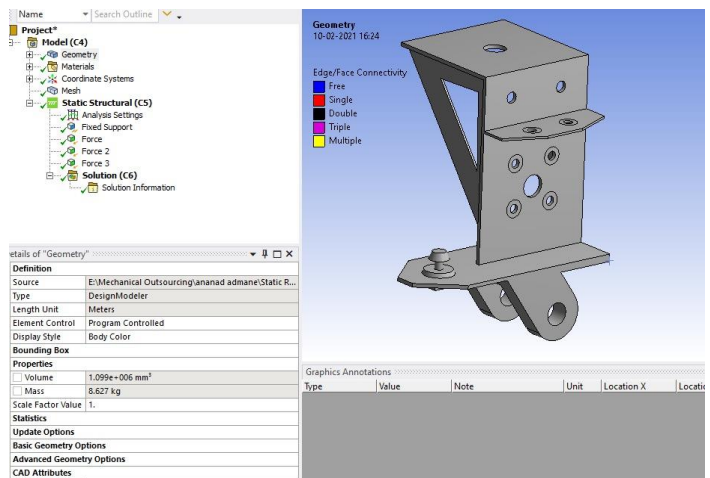 Name
Search Outline
Project*
Model (C4)
Geometry
Materials
Coordinate Systems
Mesh
Static Structural (C5)
Analysis Settings
Fixed Support
Force
Force 2
Force 3
Solution (C6)
Solution Information
etails of "Geometry"
Definition
Source E:\Mechanical Outsourcing\ananad admane\Static R...
Type DesignModeler
Length Unit Meters
Element Control Program Controlled
Display Style Body Color
Bounding Box
Properties
Volume 1.099e+006 mm³
Mass 8.627 kg
Scale Factor Value 1.
Statistics
Update Options
Basic Geometry Options
Advanced Geometry Options
CAD Attributes
Geometry
10-02-2021 16:24
Edge/Face Connectivity
Free
Single
Double
Triple
Multiple
Graphics Annotations
Type Value Note Unit Location X Locatio